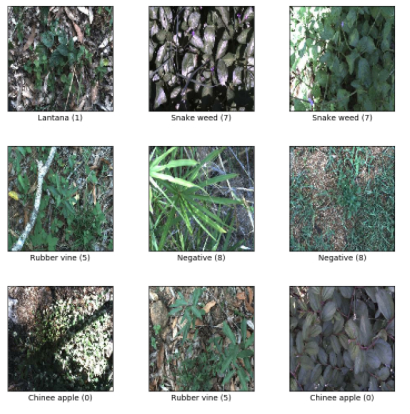 Lantana (1)
Snake weed (7)
Snake weed (7)
Rubber vine (5)
Negative (8)
Negative (8)
Chinee apple (0)
Rubber vine (5)
Chinee apple (0)